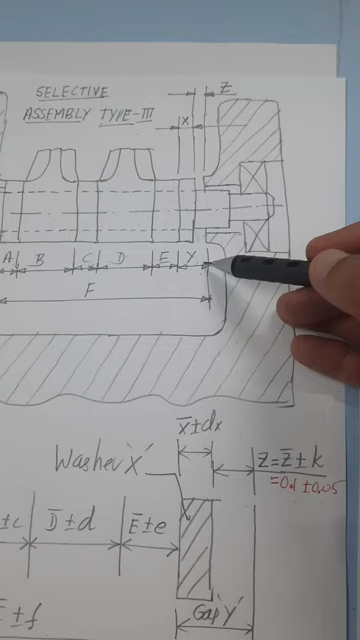 SELECTIVE
ASSEMBLY TYPE-III
Z
X
A B C D E Y
F
x̄±dx
Washer 'X'
Z=Z̄±k
=0.1±0.05
±c D̄±d Ē±e
Gap 'Y'
±f